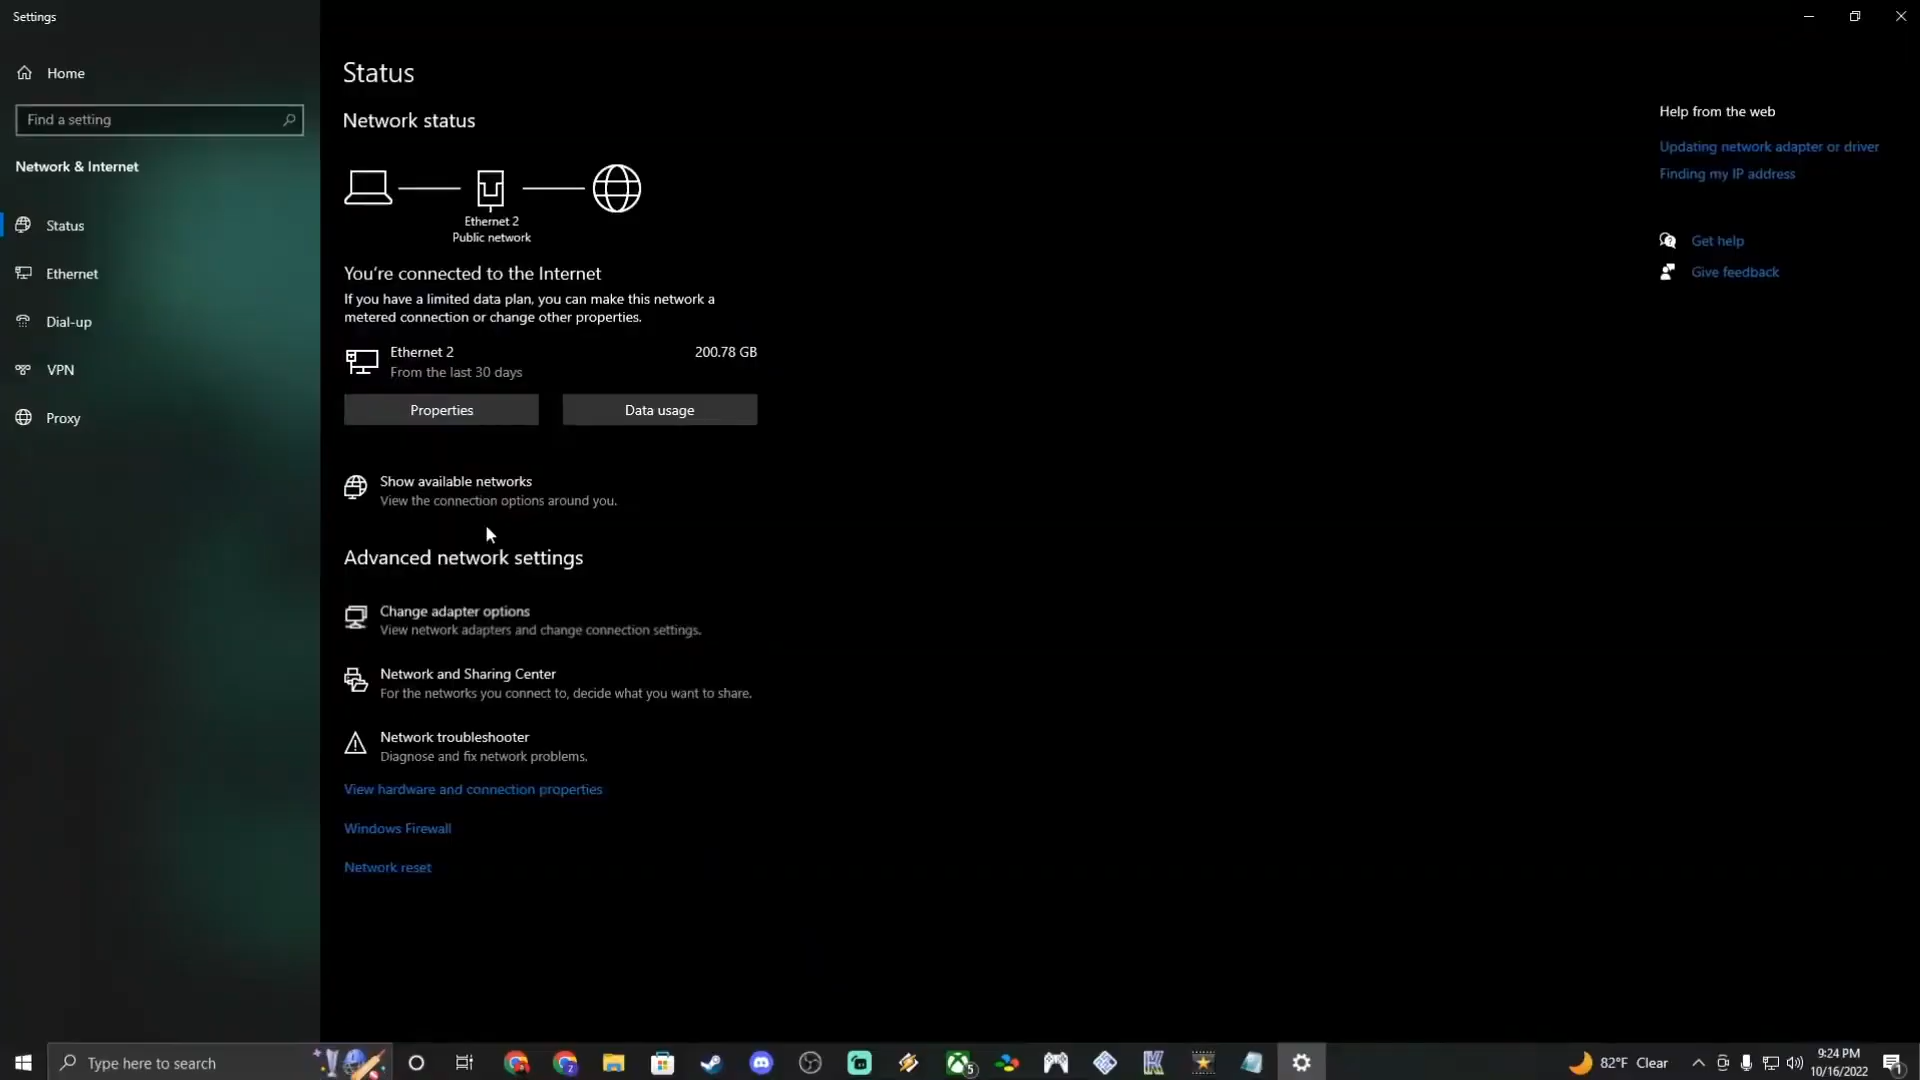 Settings
Home
Find a setting
Network & Internet
Status
Ethernet
Dial-up
VPN
Proxy
Status
Network status
Ethernet 2
Public network
You're connected to the Internet
If you have a limited data plan, you can make this network a
metered connection or change other properties.
Ethernet 2 200.78 GB
From the last 30 days
Properties Data usage
Show available networks
View the connection options around you.
Advanced network settings
Change adapter options
View network adapters and change connection settings.
Network and Sharing Center
For the networks you connect to, decide what you want to share.
Network troubleshooter
Diagnose and fix network problems.
View hardware and connection properties
Windows Firewall
Network reset
Help from the web
Updating network adapter or driver
Finding my IP address
Get help
Give feedback
Type here to search
5
82°F Clear
9:24 PM
10/16/2022
1